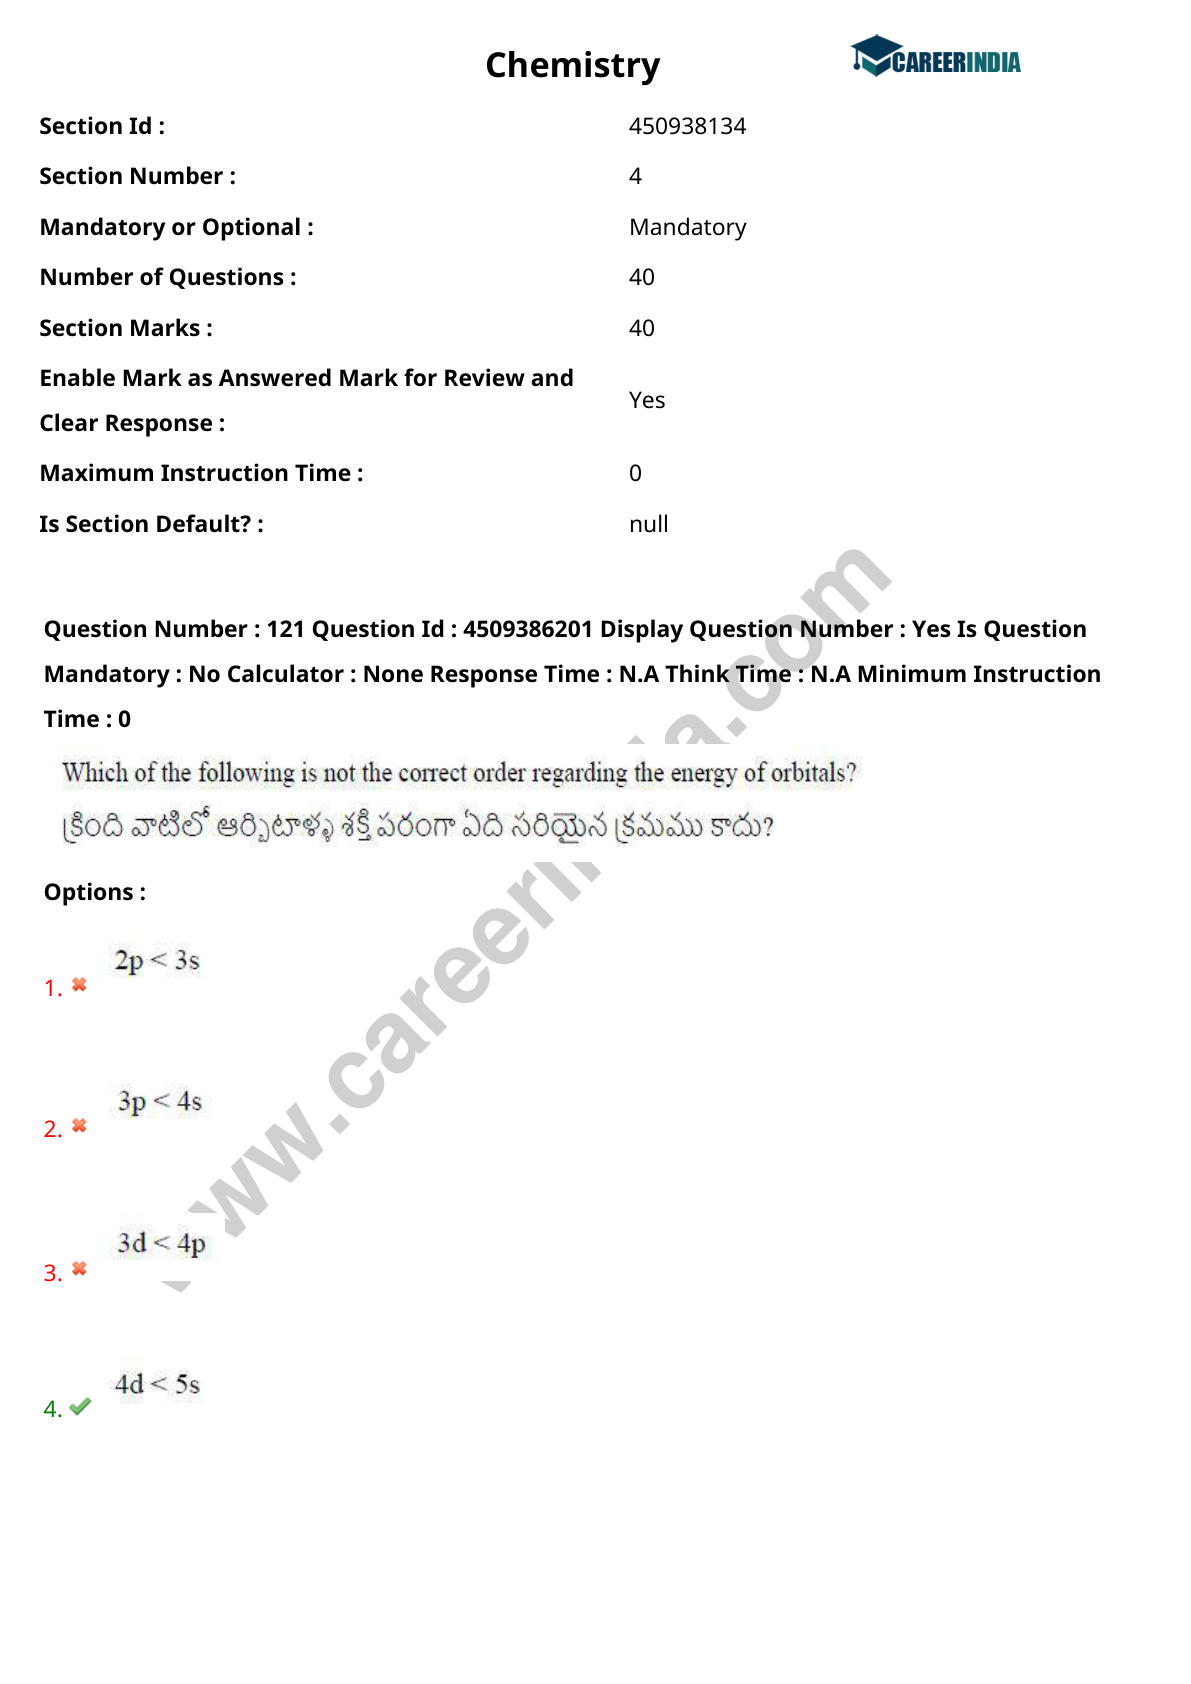 Chemistry
CAREERINDIA
Section Id : 450938134
Section Number : 4
Mandatory or Optional : Mandatory
Number of Questions : 40
Section Marks : 40
Enable Mark as Answered Mark for Review and
Clear Response : Yes
Maximum Instruction Time : 0
Is Section Default? : null
Question Number : 121 Question Id : 4509386201 Display Question Number : Yes Is Question
Mandatory : No Calculator : None Response Time : N.A Think Time : N.A Minimum Instruction
Time : 0
Which of the following is not the correct order regarding the energy of orbitals?
క్రింది వాటిలో ఆర్బిటాళ్ళ శక్తి పరంగా ఏది సరియైన క్రమము కాదు?
Options :
1. 2p < 3s
2. 3p < 4s
3. 3d < 4p
4. 4d < 5s